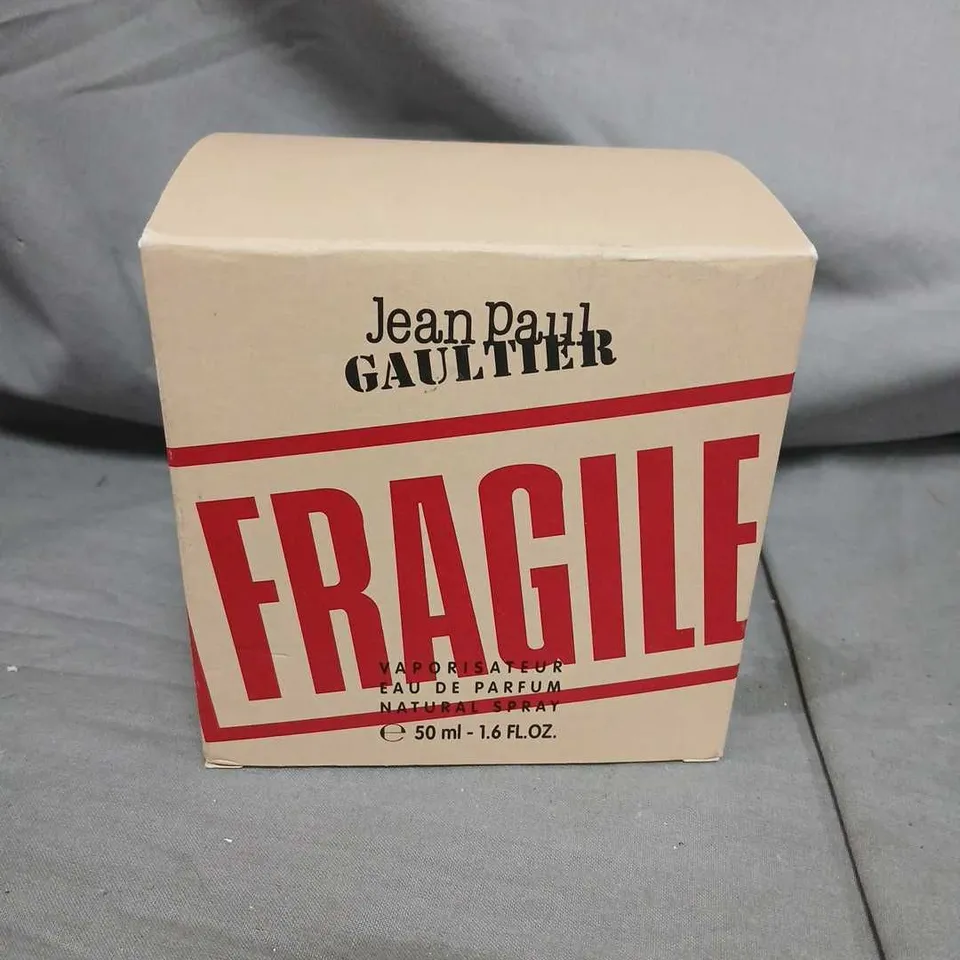 Jean Paul
GAULTIER
FRAGILE
VAPORISATEUR
EAU DE PARFUM
NATURAL SPRAY
℮ 50 ml - 1.6 FL.OZ.